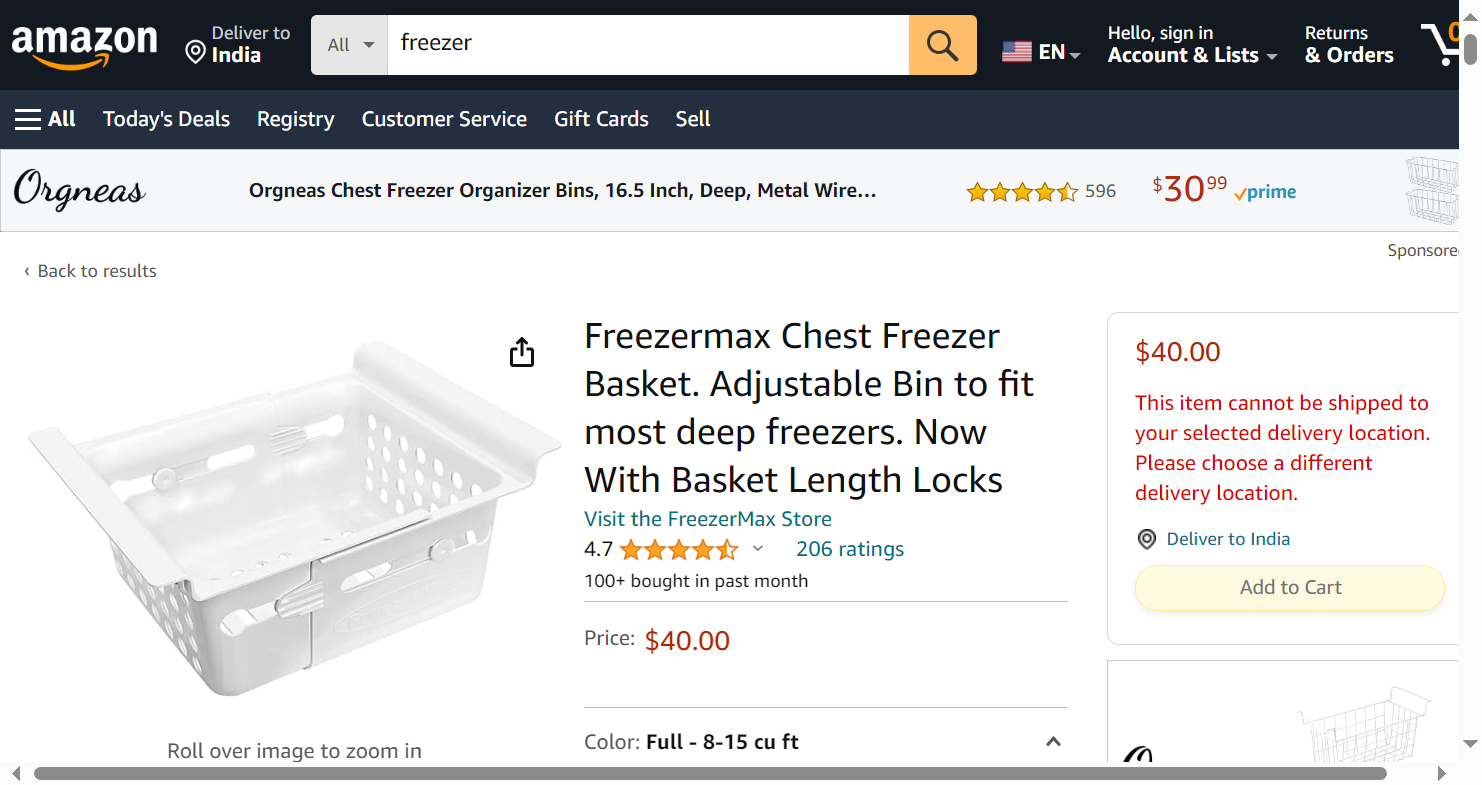 amazon
Deliver to
India
All
freezer
EN
Hello, sign in
Account & Lists
Returns
& Orders
0
All
Today's Deals
Registry
Customer Service
Gift Cards
Sell
Orgneas
Orgneas Chest Freezer Organizer Bins, 16.5 Inch, Deep, Metal Wire…
596
$30 99
prime
Sponsore
‹ Back to results
Freezermax Chest Freezer
Basket. Adjustable Bin to fit
most deep freezers. Now
With Basket Length Locks
Visit the FreezerMax Store
4.7
206 ratings
100+ bought in past month
Price: $40.00
Color: Full - 8-15 cu ft
Roll over image to zoom in
$40.00
This item cannot be shipped to
your selected delivery location.
Please choose a different
delivery location.
Deliver to India
Add to Cart